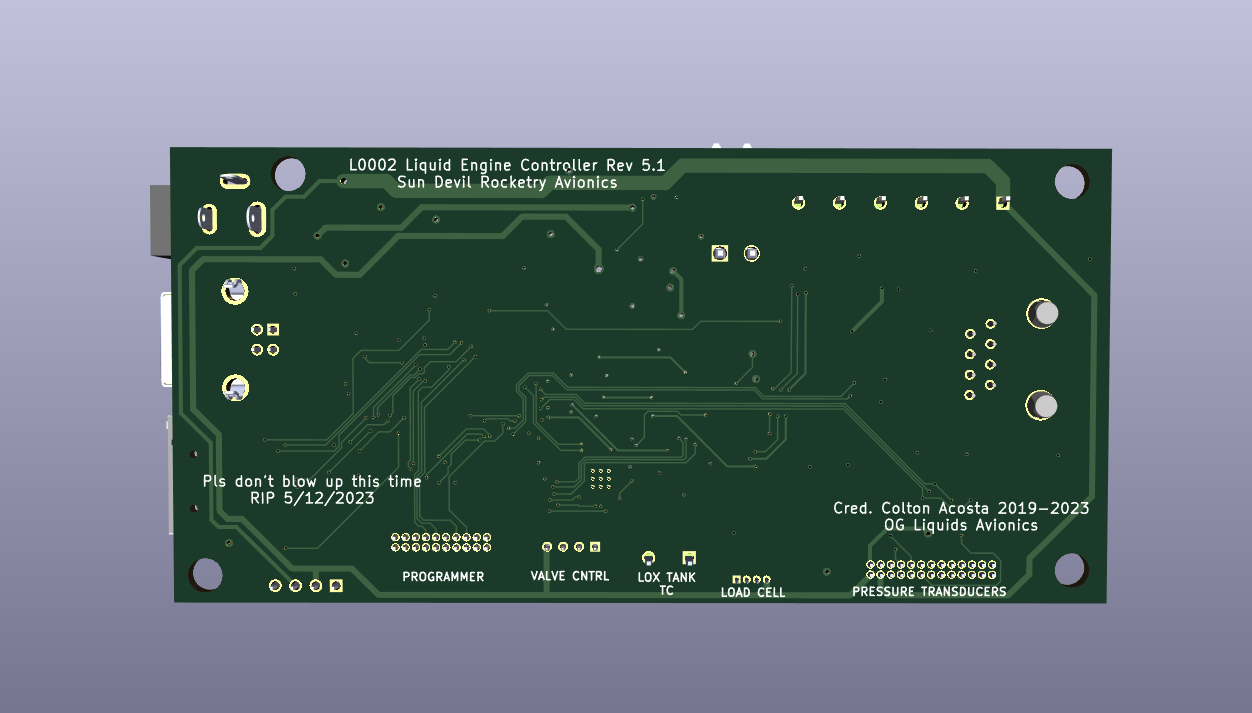 L0002 Liquid Engine Controller Rev 5.1
Sun Devil Rocketry Avionics
Pls don't blow up this time
RIP 5/12/2023
Cred. Colton Acosta 2019-2023
OG Liquids Avionics
PROGRAMMER
VALVE CNTRL
LOX TANK
TC
LOAD CELL
PRESSURE TRANSDUCERS